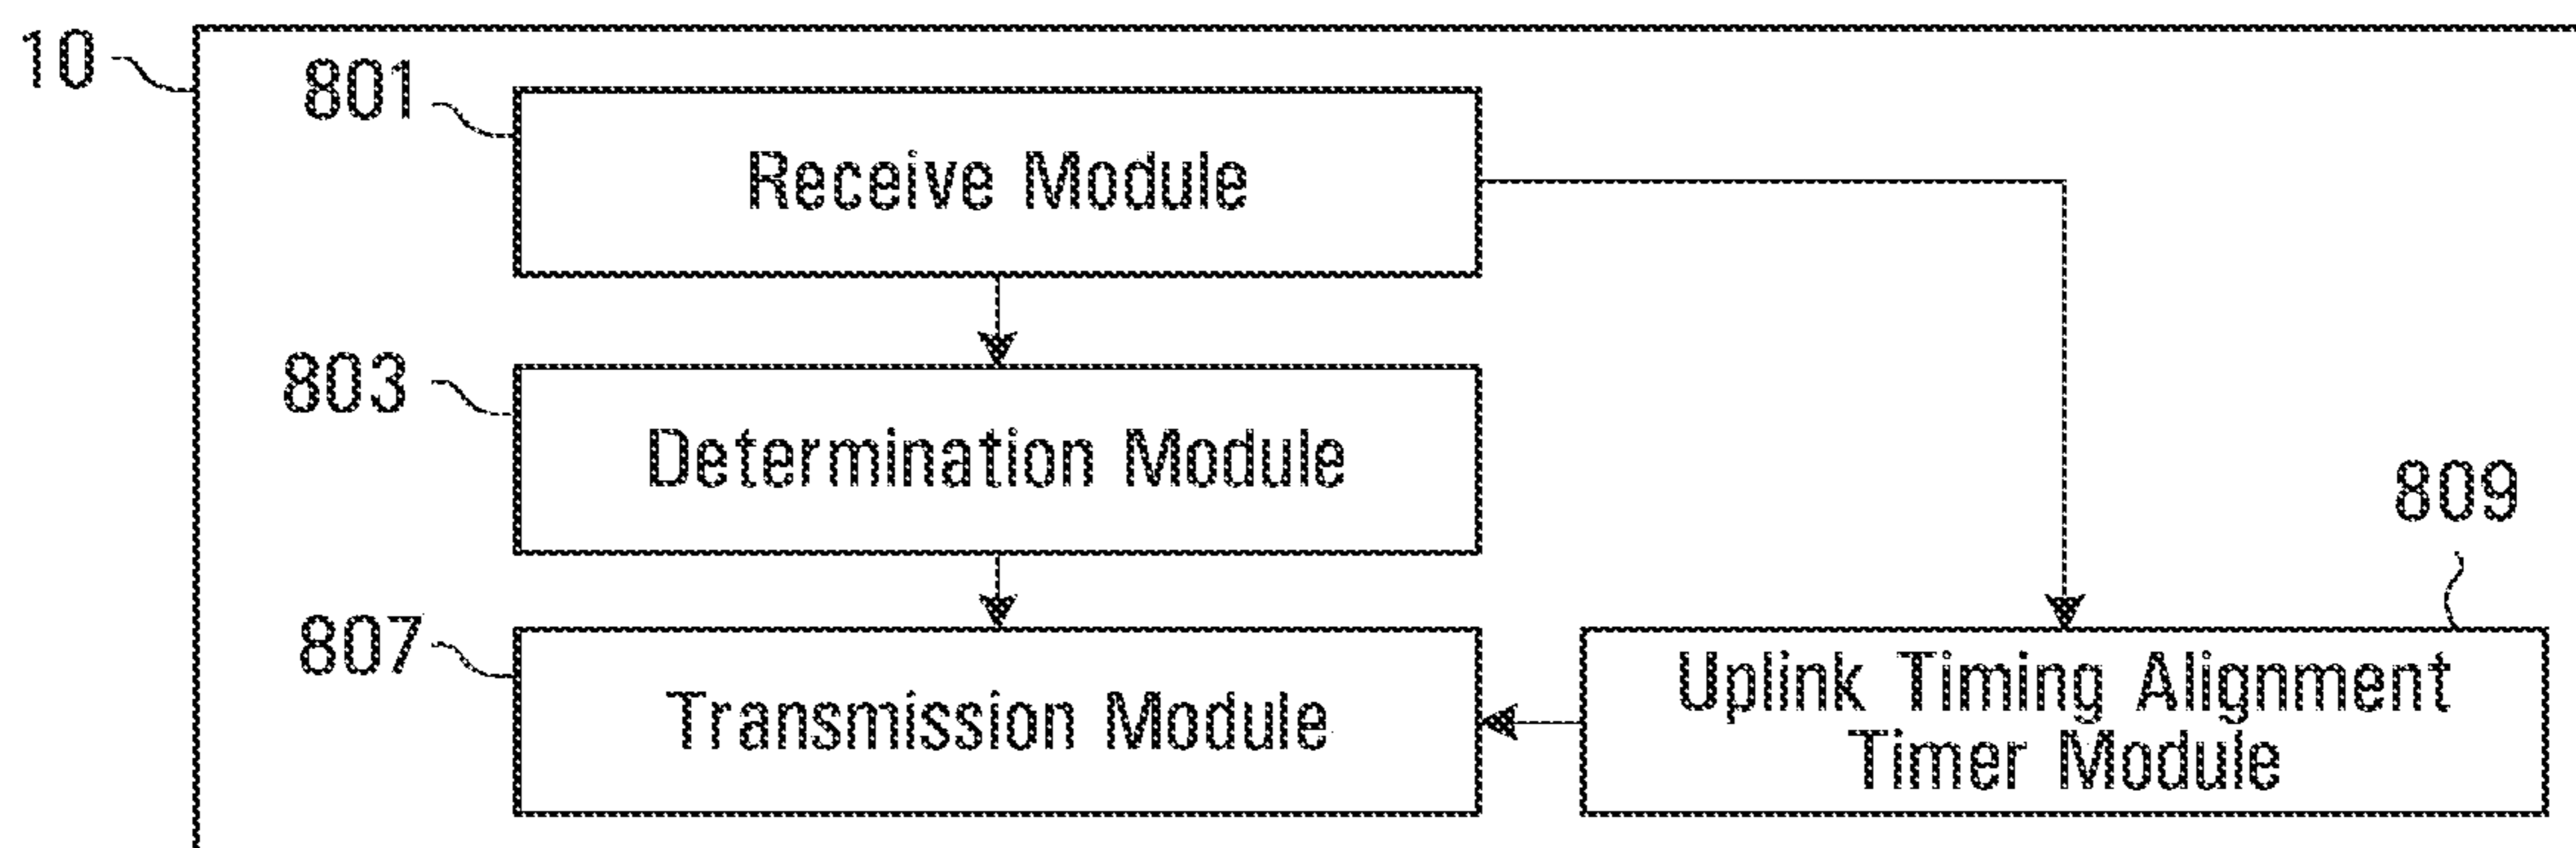 10
801
Receive Module
803
Determination Module
809
807
Transmission Module
Uplink Timing Alignment
Timer Module